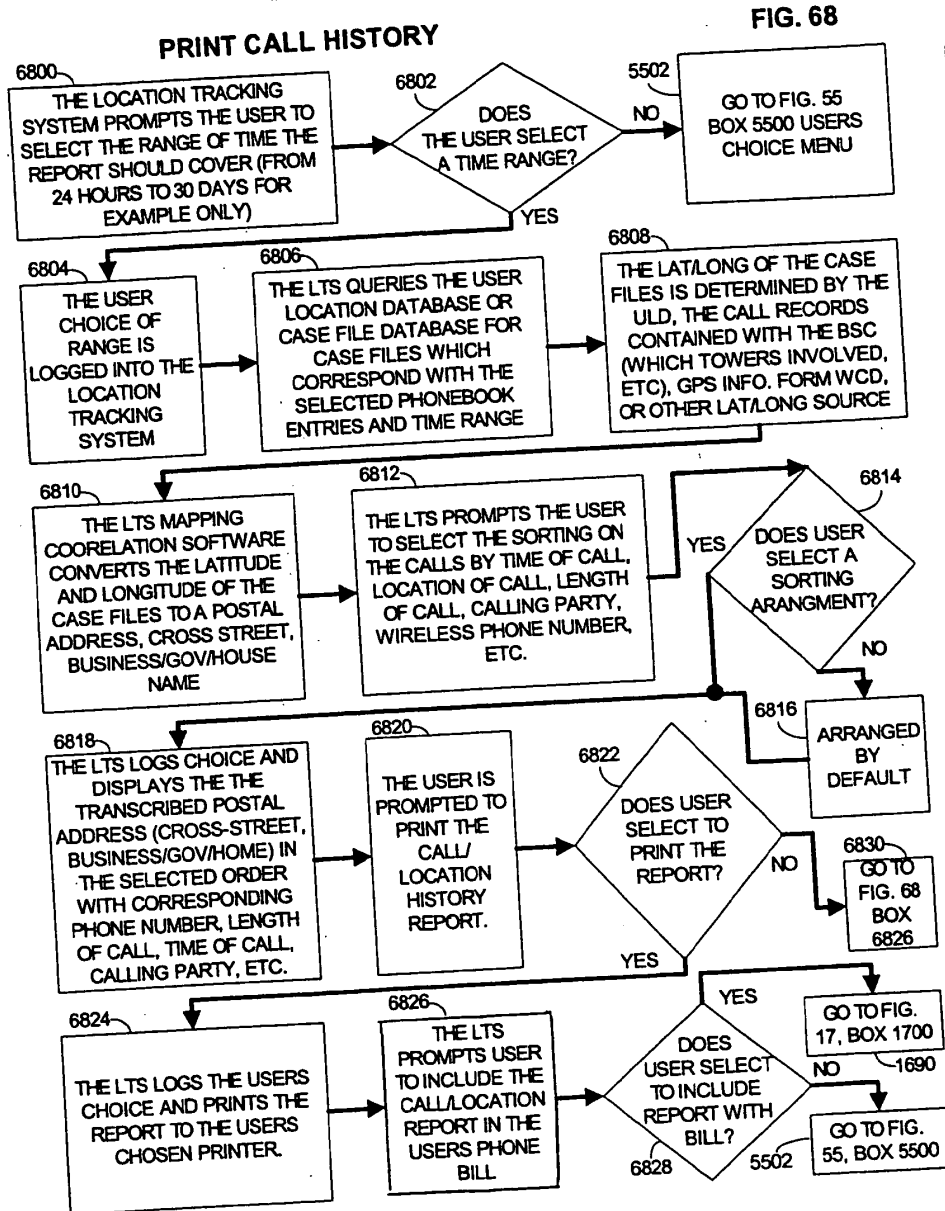 FIG. 68
PRINT CALL HISTORY
6800
THE LOCATION TRACKING
SYSTEM PROMPTS THE USER TO
SELECT THE RANGE OF TIME THE
REPORT SHOULD COVER (FROM
24 HOURS TO 30 DAYS FOR
EXAMPLE ONLY)
6802
DOES
THE USER SELECT
A TIME RANGE?
NO
YES
5502
GO TO FIG. 55
BOX 5500 USERS
CHOICE MENU
6804
THE USER
CHOICE OF
RANGE IS
LOGGED INTO THE
LOCATION
TRACKING
SYSTEM
6806
THE LTS QUERIES THE USER
LOCATION DATABASE OR
CASE FILE DATABASE FOR
CASE FILES WHICH
CORRESPOND WITH THE
SELECTED PHONEBOOK
ENTRIES AND TIME RANGE
6808
THE LAT/LONG OF THE CASE
FILES IS DETERMINED BY THE
ULD, THE CALL RECORDS
CONTAINED WITH THE BSC
(WHICH TOWERS INVOLVED,
ETC), GPS INFO. FORM WCD,
OR OTHER LAT/LONG SOURCE
6810
THE LTS MAPPING
COORELATION SOFTWARE
CONVERTS THE LATITUDE
AND LONGITUDE OF THE
CASE FILES TO A POSTAL
ADDRESS, CROSS STREET,
BUSINESS/GOV/HOUSE
NAME
6812
THE LTS PROMPTS THE USER
TO SELECT THE SORTING ON
THE CALLS BY TIME OF CALL,
LOCATION OF CALL, LENGTH
OF CALL, CALLING PARTY,
WIRELESS PHONE NUMBER,
ETC.
6814
YES
DOES USER
SELECT A
SORTING
ARANGMENT?
NO
6816
ARRANGED
BY
DEFAULT
6818
THE LTS LOGS CHOICE AND
DISPLAYS THE THE
TRANSCRIBED POSTAL
ADDRESS (CROSS-STREET,
BUSINESS/GOV/HOME) IN
THE SELECTED ORDER
WITH CORRESPONDING
PHONE NUMBER, LENGTH
OF CALL, TIME OF CALL,
CALLING PARTY, ETC.
6820
THE USER IS
PROMPTED TO
PRINT THE
CALL/
LOCATION
HISTORY
REPORT.
6822
DOES USER
SELECT TO
PRINT THE
REPORT?
NO
YES
6830
GO TO
FIG. 68
BOX
6826
6824
THE LTS LOGS THE USERS
CHOICE AND PRINTS THE
REPORT TO THE USERS
CHOSEN PRINTER.
6826
THE LTS
PROMPTS USER
TO INCLUDE THE
CALL/LOCATION
REPORT IN THE
USERS PHONE
BILL
YES
DOES
USER SELECT
TO INCLUDE
REPORT WITH
BILL?
6828
NO
GO TO FIG.
17, BOX 1700
1690
GO TO FIG.
55, BOX 5500
5502